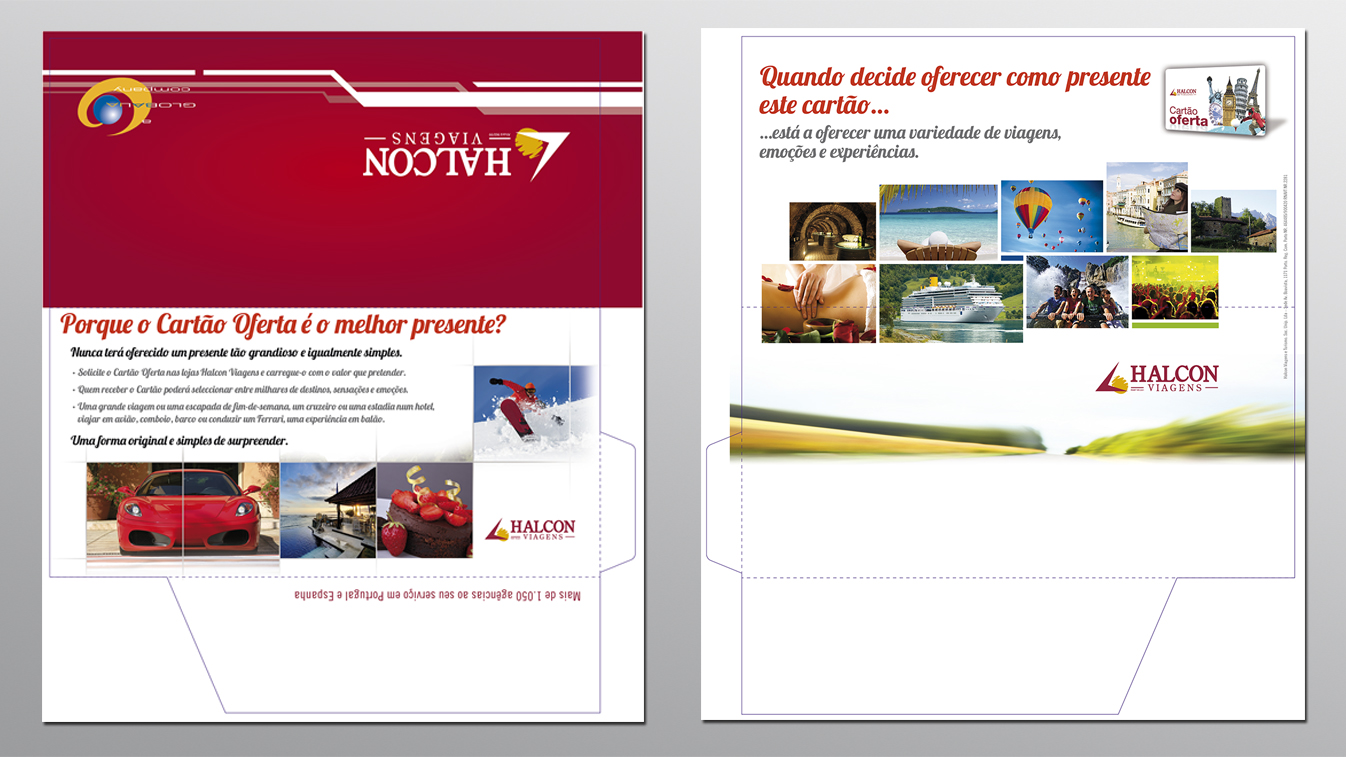 a
GLOBALIA
company
HALCON
VIAGENS
Porque o Cartão Oferta é o melhor presente?
Nunca terá oferecido um presente tão grandioso e igualmente simples.
• Solicite o Cartão Oferta nas lojas Halcon Viagens e carregue-o com o valor que pretender.
• Quem receber o Cartão poderá seleccionar entre milhares de destinos, sensações e emoções.
• Uma grande viagem ou uma escapada de fim-de-semana, um cruzeiro ou uma estadia num hotel,
viajar em avião, comboio, barco ou conduzir um Ferrari, uma experiência em balão.
Uma forma original e simples de surpreender.
HALCON
VIAGENS
Mais de 1.050 agências ao seu serviço em Portugal e Espanha
Quando decide oferecer como presente
este cartão...
...está a oferecer uma variedade de viagens,
emoções e experiências.
HALCON
Cartão
oferta
HALCON
VIAGENS